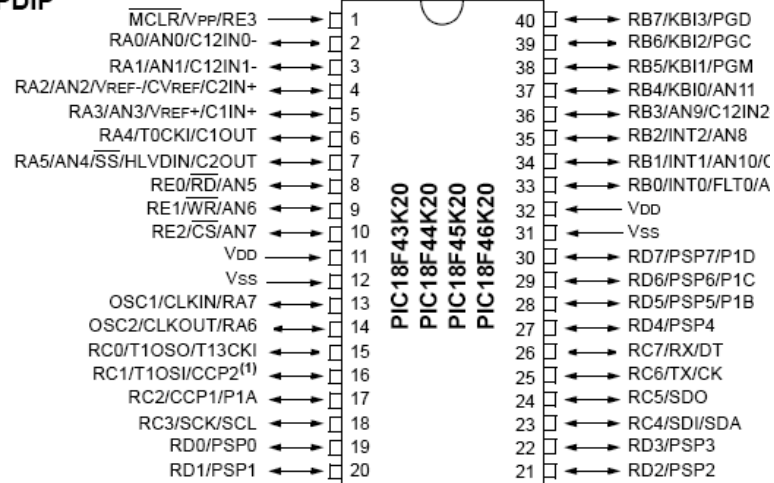 PDIP
MCLR/VPP/RE3 1
RA0/AN0/C12IN0- 2
RA1/AN1/C12IN1- 3
RA2/AN2/VREF-/CVREF/C2IN+ 4
RA3/AN3/VREF+/C1IN+ 5
RA4/T0CKI/C1OUT 6
RA5/AN4/SS/HLVDIN/C2OUT 7
RE0/RD/AN5 8
RE1/WR/AN6 9
RE2/CS/AN7 10
VDD 11
VSS 12
OSC1/CLKIN/RA7 13
OSC2/CLKOUT/RA6 14
RC0/T1OSO/T13CKI 15
RC1/T1OSI/CCP2(1) 16
RC2/CCP1/P1A 17
RC3/SCK/SCL 18
RD0/PSP0 19
RD1/PSP1 20
PIC18F43K20
PIC18F44K20
PIC18F45K20
PIC18F46K20
40 RB7/KBI3/PGD
39 RB6/KBI2/PGC
38 RB5/KBI1/PGM
37 RB4/KBI0/AN11
36 RB3/AN9/C12IN2
35 RB2/INT2/AN8
34 RB1/INT1/AN10/
33 RB0/INT0/FLT0/A
32 VDD
31 VSS
30 RD7/PSP7/P1D
29 RD6/PSP6/P1C
28 RD5/PSP5/P1B
27 RD4/PSP4
26 RC7/RX/DT
25 RC6/TX/CK
24 RC5/SDO
23 RC4/SDI/SDA
22 RD3/PSP3
21 RD2/PSP2